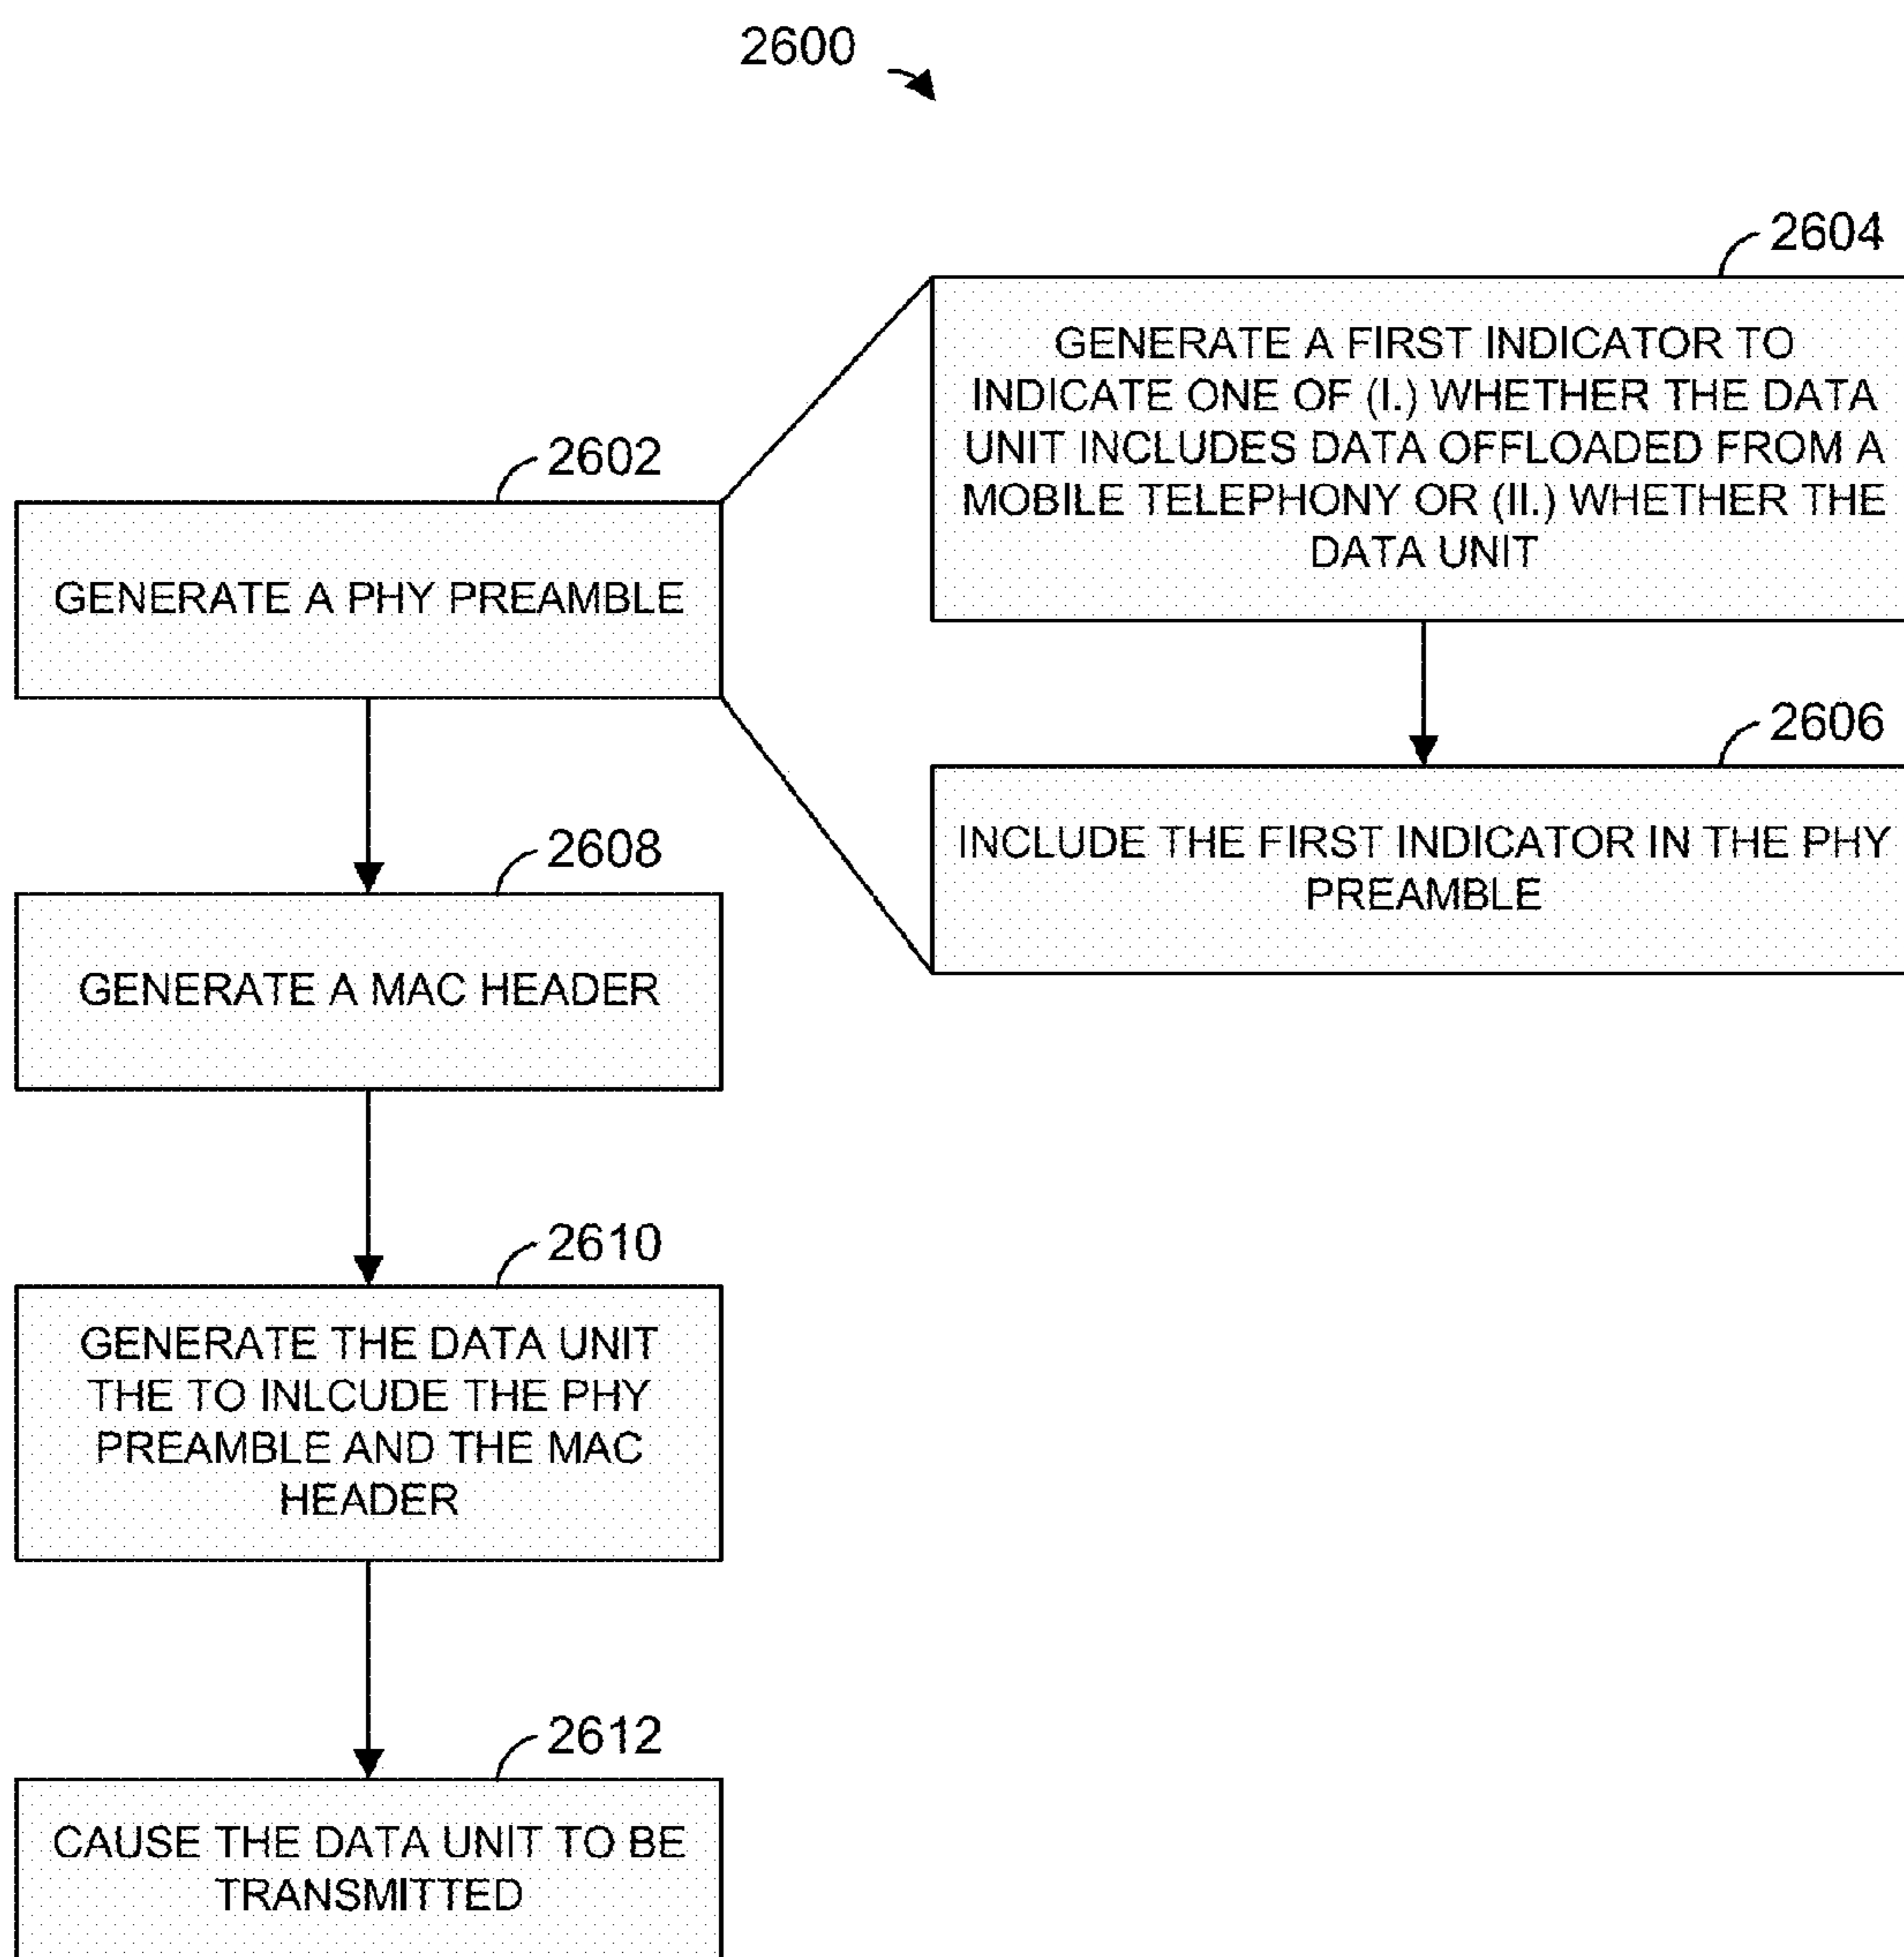 2600
2604
GENERATE A FIRST INDICATOR TO
INDICATE ONE OF (I.) WHETHER THE DATA
UNIT INCLUDES DATA OFFLOADED FROM A
MOBILE TELEPHONY OR (II.) WHETHER THE
DATA UNIT
2602
GENERATE A PHY PREAMBLE
2606
INCLUDE THE FIRST INDICATOR IN THE PHY
PREAMBLE
2608
GENERATE A MAC HEADER
2610
GENERATE THE DATA UNIT
THE TO INLCUDE THE PHY
PREAMBLE AND THE MAC
HEADER
2612
CAUSE THE DATA UNIT TO BE
TRANSMITTED